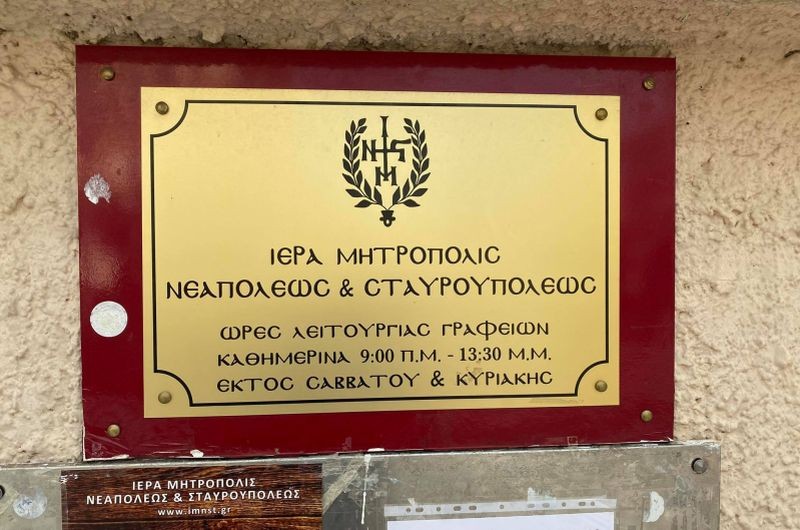 Ι
Ν Ϛ
Μ
ΙΕΡΑ ΜΗΤΡΟΠΟΛΙΣ
ΝΕΑΠΟΛΕΩΣ & ΣΤΑΥΡΟΥΠΟΛΕΩΣ
ΩΡΕΣ ΛΕΙΤΟΥΡΓΙΑΣ ΓΡΑΦΕΙΩΝ
ΚΑΘΗΜΕΡΙΝΑ 9:00 Π.Μ. - 13:30 Μ.Μ.
ΕΚΤΟΣ ΣΑΒΒΑΤΟΥ & ΚΥΡΙΑΚΗΣ
ΙΕΡΑ ΜΗΤΡΟΠΟΛΙΣ
ΝΕΑΠΟΛΕΩΣ & ΣΤΑΥΡΟΥΠΟΛΕΩΣ
www.imnst.gr